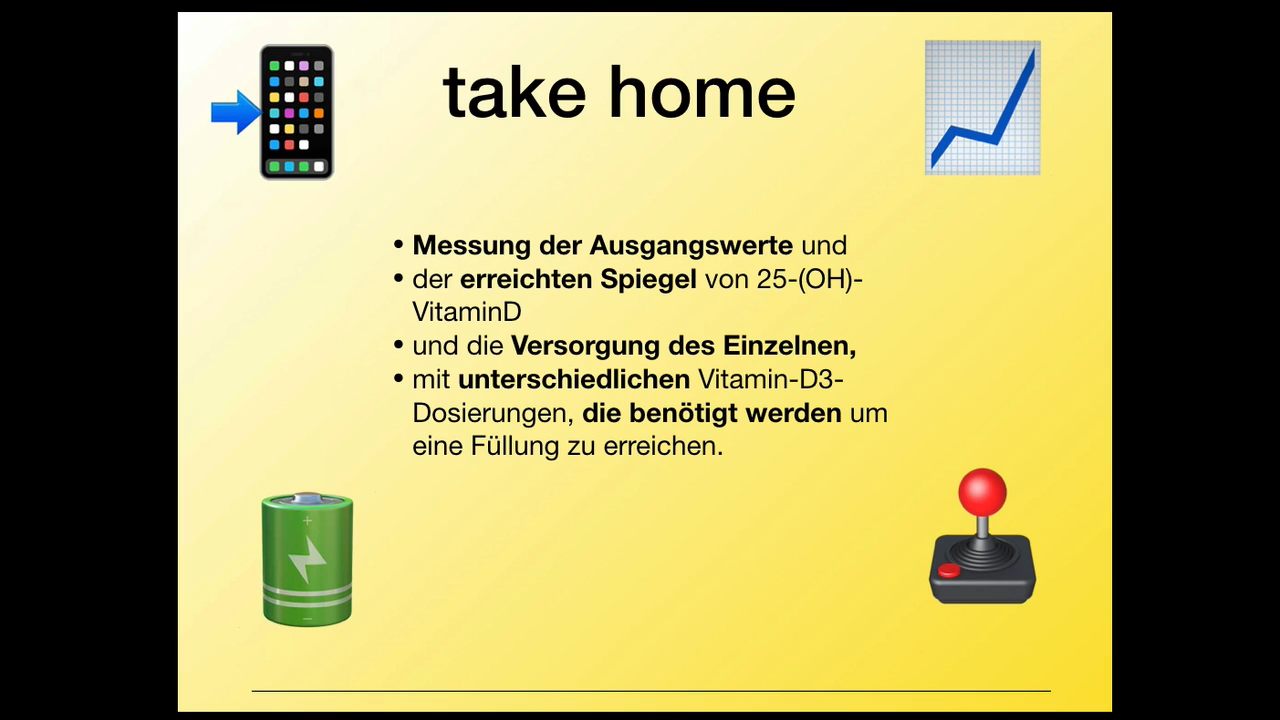 take home
• Messung der Ausgangswerte und
• der erreichten Spiegel von 25-(OH)-
VitaminD
• und die Versorgung des Einzelnen,
• mit unterschiedlichen Vitamin-D3-
Dosierungen, die benötigt werden um
eine Füllung zu erreichen.